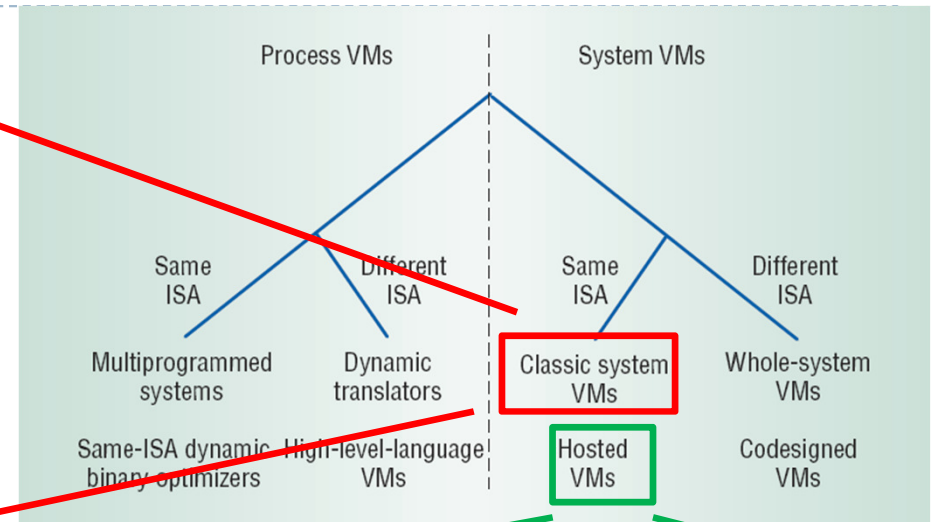 Process VMs
System VMs
Same
ISA
Different
ISA
Same
ISA
Different
ISA
Multiprogrammed
systems
Dynamic
translators
Classic system
VMs
Whole-system
VMs
Same-ISA dynamic
binary optimizers
High-level-language
VMs
Hosted
VMs
Codesigned
VMs